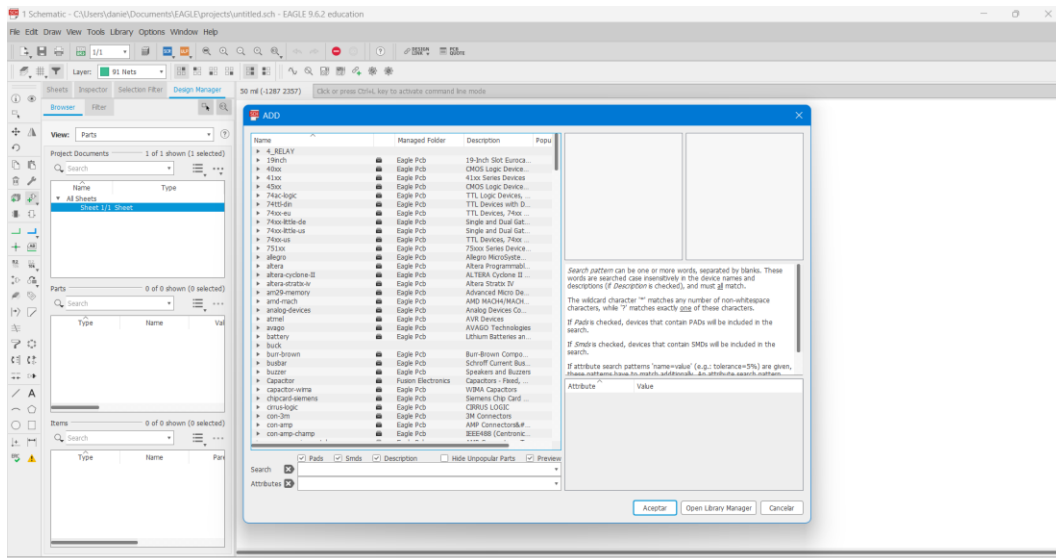 1 Schematic - C:\Users\danie\Documents\EAGLE\projects\untitled.sch - EAGLE 9.6.2 education
File Edit Draw View Tools Library Options Window Help
1/1
Layer: 91 Nets
Sheets Inspector Selection Filter Design Manager
50 mil (-1287 2357) Click or press Ctrl+L key to activate command line mode
Browser Filter
View: Parts
Project Documents 1 of 1 shown (1 selected)
Search
Name Type
All Sheets
Sheet 1/1 Sheet
Parts 0 of 0 shown (0 selected)
Search
Type Name Val
Items 0 of 0 shown (0 selected)
Search
Type Name Pare
ADD
Name Managed Folder Description Popu
4_RELAY
19inch Eagle Pcb 19-Inch Slot Euroca...
40xx Eagle Pcb CMOS Logic Device...
41xx Eagle Pcb 41xx Series Devices
45xx Eagle Pcb CMOS Logic Device...
74ac-logic Eagle Pcb TTL Logic Devices, ...
74ttl-din Eagle Pcb TTL Devices with D...
74xx-eu Eagle Pcb TTL Devices, 74xx ...
74xx-little-de Eagle Pcb Single and Dual Gat...
74xx-little-us Eagle Pcb Single and Dual Gat...
74xx-us Eagle Pcb TTL Devices, 74xx ...
751xx Eagle Pcb 75xxx Series Device...
allegro Eagle Pcb Allegro MicroSyste...
altera Eagle Pcb Altera Programmabl...
altera-cyclone-II Eagle Pcb ALTERA Cyclone II ...
altera-stratix-iv Eagle Pcb Altera Stratix IV
am29-memory Eagle Pcb Advanced Micro De...
amd-mach Eagle Pcb AMD MACH4/MACH...
analog-devices Eagle Pcb Analog Devices Co...
atmel Eagle Pcb AVR Devices
avago Eagle Pcb AVAGO Technologies
battery Eagle Pcb Lithium Batteries an...
buck
burr-brown Eagle Pcb Burr-Brown Compo...
busbar Eagle Pcb Schroff Current Bus...
buzzer Eagle Pcb Speakers and Buzzers
Capacitor Fusion Electronics Capacitors - Fixed, ...
capacitor-wima Eagle Pcb WIMA Capacitors
chipcard-siemens Eagle Pcb Siemens Chip Card ...
cirrus-logic Eagle Pcb CIRRUS LOGIC
con-3m Eagle Pcb 3M Connectors
con-amp Eagle Pcb AMP Connectors&#...
con-amp-champ Eagle Pcb IEEE488 (Centronic...
Pads Smds Description Hide Unpopular Parts Preview
Search
Attributes
Search pattern can be one or more words, separated by blanks. These
words are searched case insensitively in the device names and
descriptions (if Description is checked), and must all match.
The wildcard character '*' matches any number of non-whitespace
characters, while '?' matches exactly one of these characters.
If Pads is checked, devices that contain PADs will be included in the
search.
If Smds is checked, devices that contain SMDs will be included in the
search.
If attribute search patterns 'name=value' (e.g.: tolerance=5%) are given,
Attribute Value
Aceptar Open Library Manager Cancelar